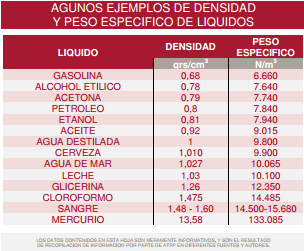 AGUNOS EJEMPLOS DE DENSIDAD
Y PESO ESPECIFICO DE LIQUIDOS
LIQUIDO DENSIDAD PESO ESPECIFICO
grs/cm³ N/m³
GASOLINA 0,68 6.660
ALCOHOL ETILICO 0,78 7.640
ACETONA 0,79 7.740
PETROLEO 0,8 7.840
ETANOL 0,81 7.940
ACEITE 0,92 9.015
AGUA DESTILADA 1 9.800
CERVEZA 1,010 9.900
AGUA DE MAR 1,027 10.065
LECHE 1,03 10.100
GLICERINA 1,26 12.350
CLOROFORMO 1,475 14.485
SANGRE 1,48 - 1,60 14.500-15.680
MERCURIO 13,58 133.085
LOS DATOS CONTENIDOS EN ESTA HOJA SON MERAMENTE INFORMATIVOS, Y SON EL RESULTADO
DE RECOPILACION DE INFORMACION POR PARTE DE ATPP EN DIFERENTES FUENTES Y AUTORES.